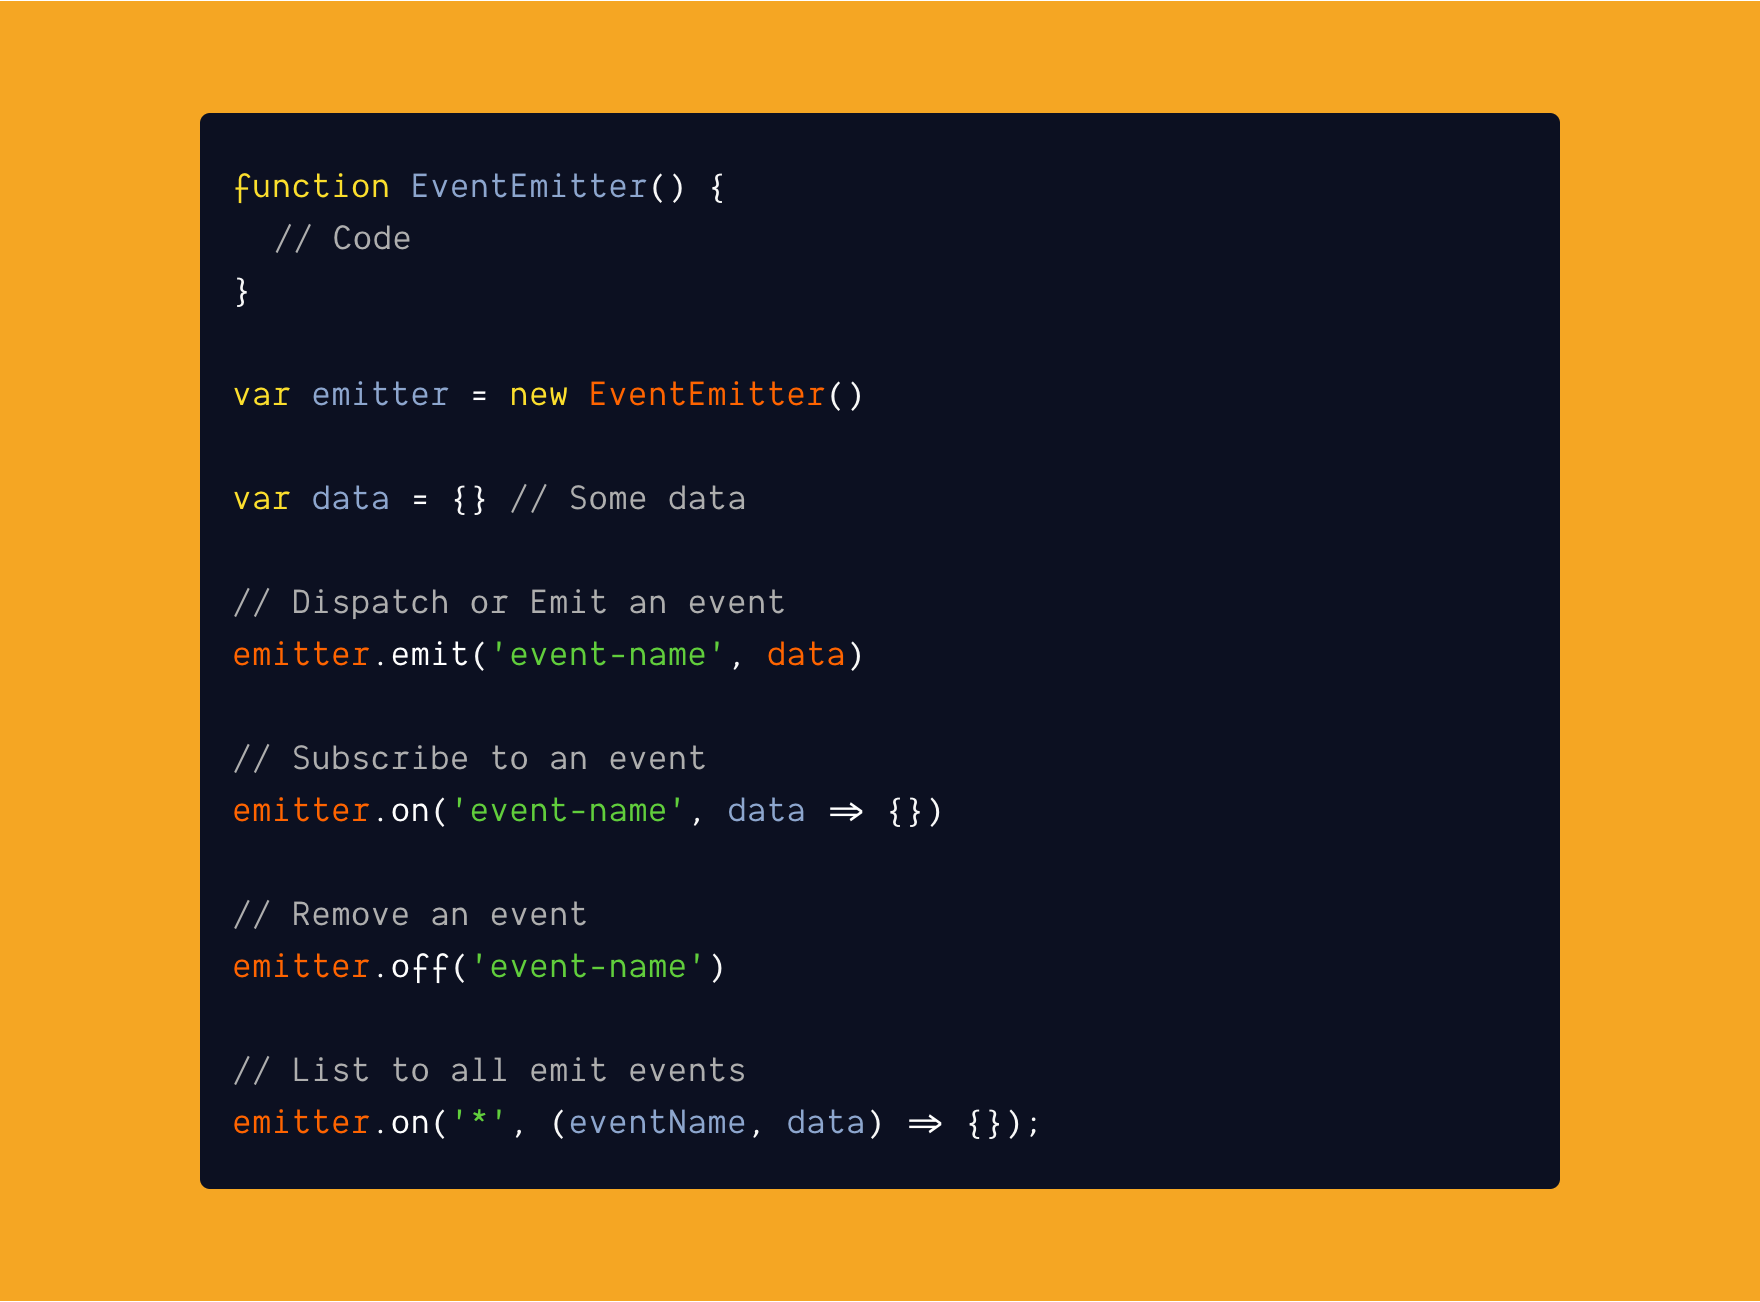 function EventEmitter() {
  // Code
}
var emitter = new EventEmitter()
var data = {} // Some data
// Dispatch or Emit an event
emitter.emit('event-name', data)
// Subscribe to an event
emitter.on('event-name', data => {})
// Remove an event
emitter.off('event-name')
// List to all emit events
emitter.on('*', (eventName, data) => {});